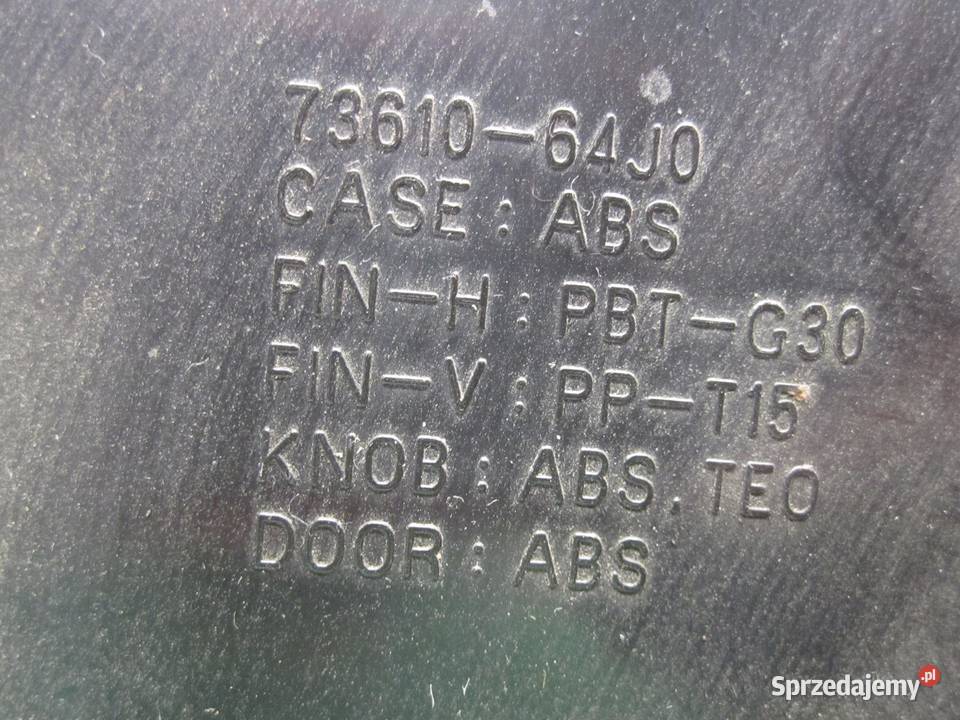 73610-64J0
CASE : ABS
FIN-H : PBT-G30
FIN-V : PP-T15
KNOB : ABS. TEO
DOOR : ABS
Sprzedajemy.pl